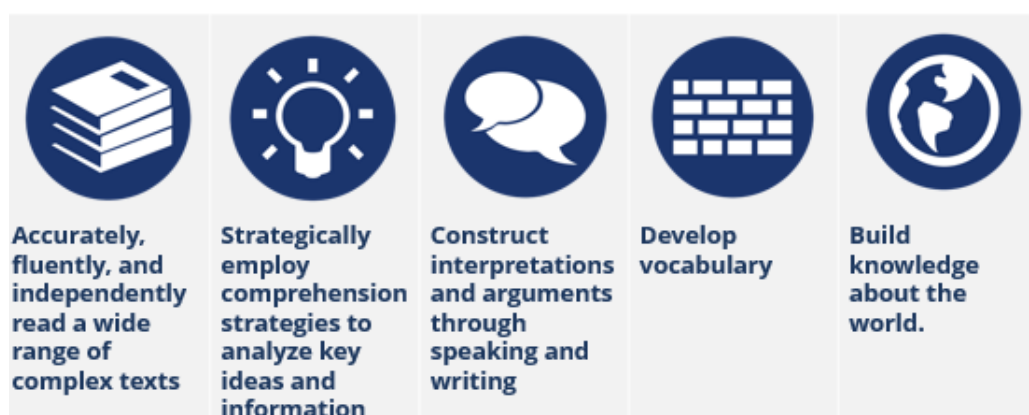 Accurately,
fluently, and
independently
read a wide
range of
complex texts
Strategically
employ
comprehension
strategies to
analyze key
ideas and
information
Construct
interpretations
and arguments
through
speaking and
writing
Develop
vocabulary
Build
knowledge
about the
world.